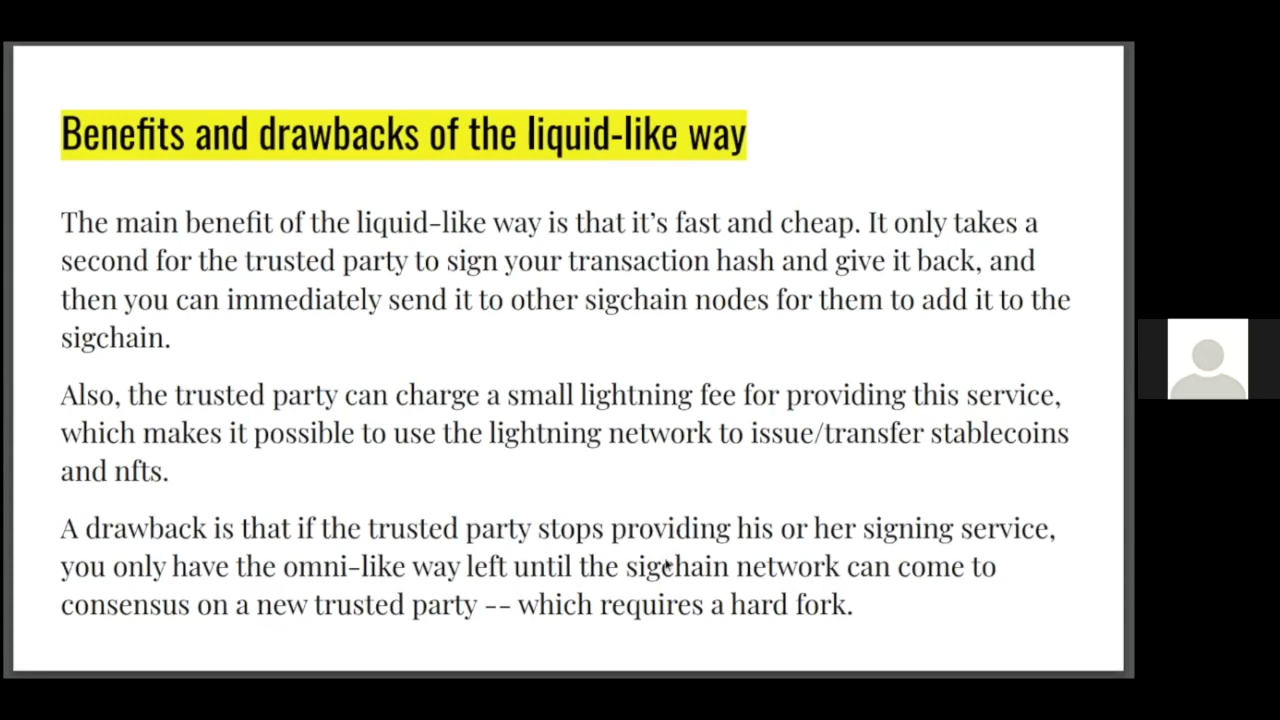 Benefits and drawbacks of the liquid-like way
The main benefit of the liquid-like way is that it’s fast and cheap. It only takes a
second for the trusted party to sign your transaction hash and give it back, and
then you can immediately send it to other sigchain nodes for them to add it to the
sigchain.
Also, the trusted party can charge a small lightning fee for providing this service,
which makes it possible to use the lightning network to issue/transfer stablecoins
and nfts.
A drawback is that if the trusted party stops providing his or her signing service,
you only have the omni-like way left until the sigchain network can come to
consensus on a new trusted party -- which requires a hard fork.